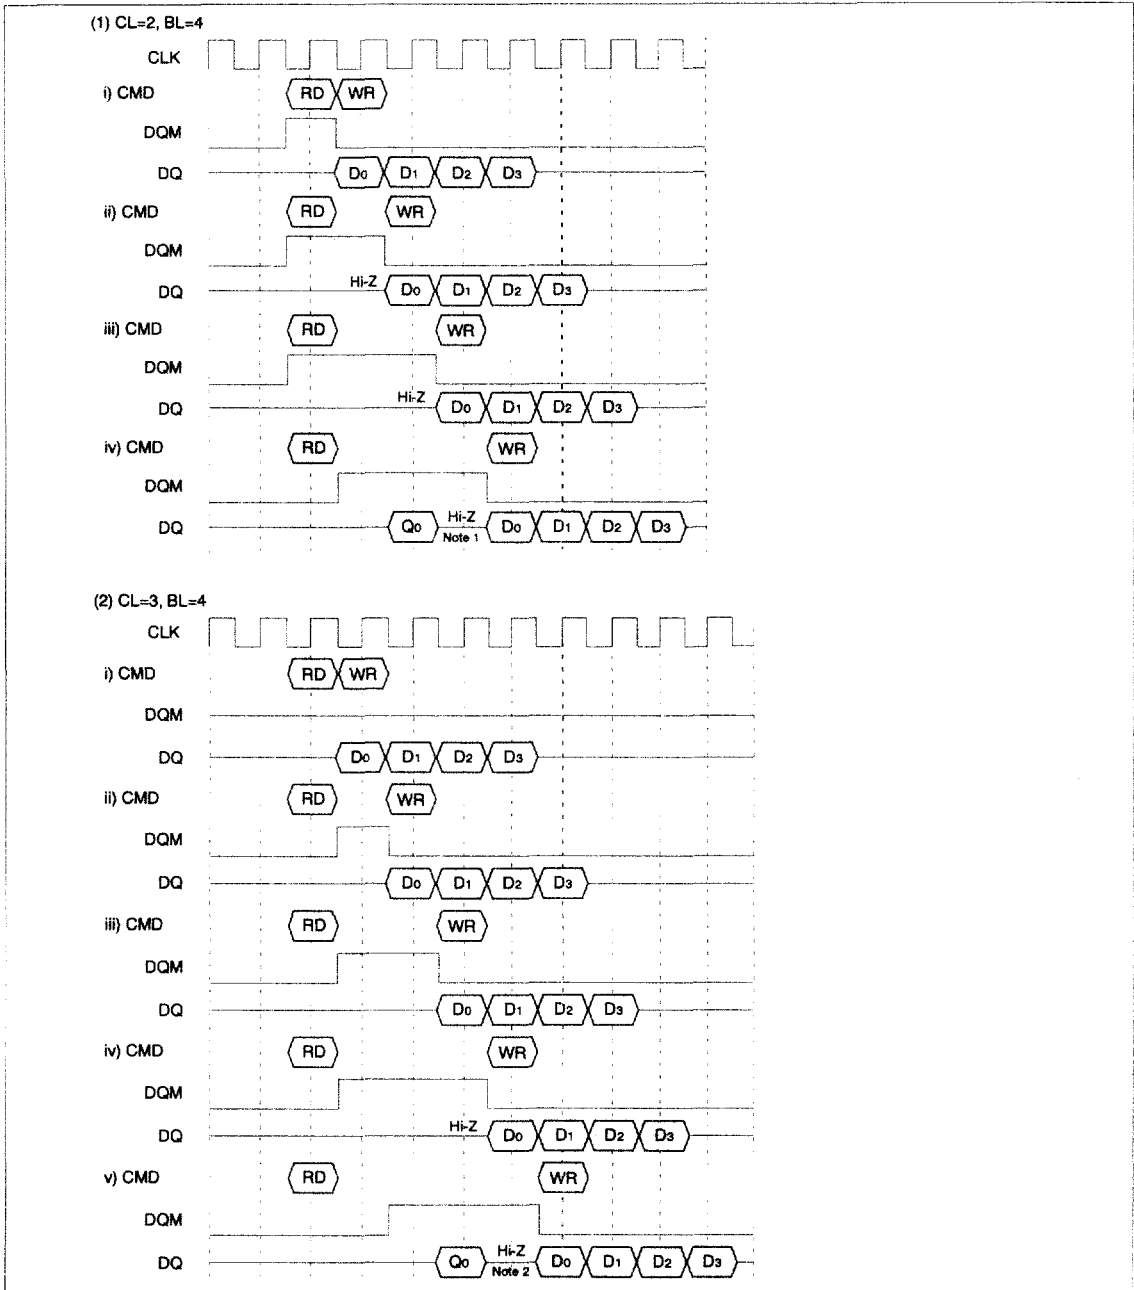 (1) CL=2, BL=4
CLK
i) CMD RD WR
DQM
DQ D0 D1 D2 D3
ii) CMD RD WR
DQM
DQ Hi-Z D0 D1 D2 D3
iii) CMD RD WR
DQM
DQ Hi-Z D0 D1 D2 D3
iv) CMD RD WR
DQM
DQ Q0 Hi-Z D0 D1 D2 D3
Note 1
(2) CL=3, BL=4
CLK
i) CMD RD WR
DQM
DQ D0 D1 D2 D3
ii) CMD RD WR
DQM
DQ D0 D1 D2 D3
iii) CMD RD WR
DQM
DQ D0 D1 D2 D3
iv) CMD RD WR
DQM
DQ Hi-Z D0 D1 D2 D3
v) CMD RD WR
DQM
DQ Q0 Hi-Z D0 D1 D2 D3
Note 2